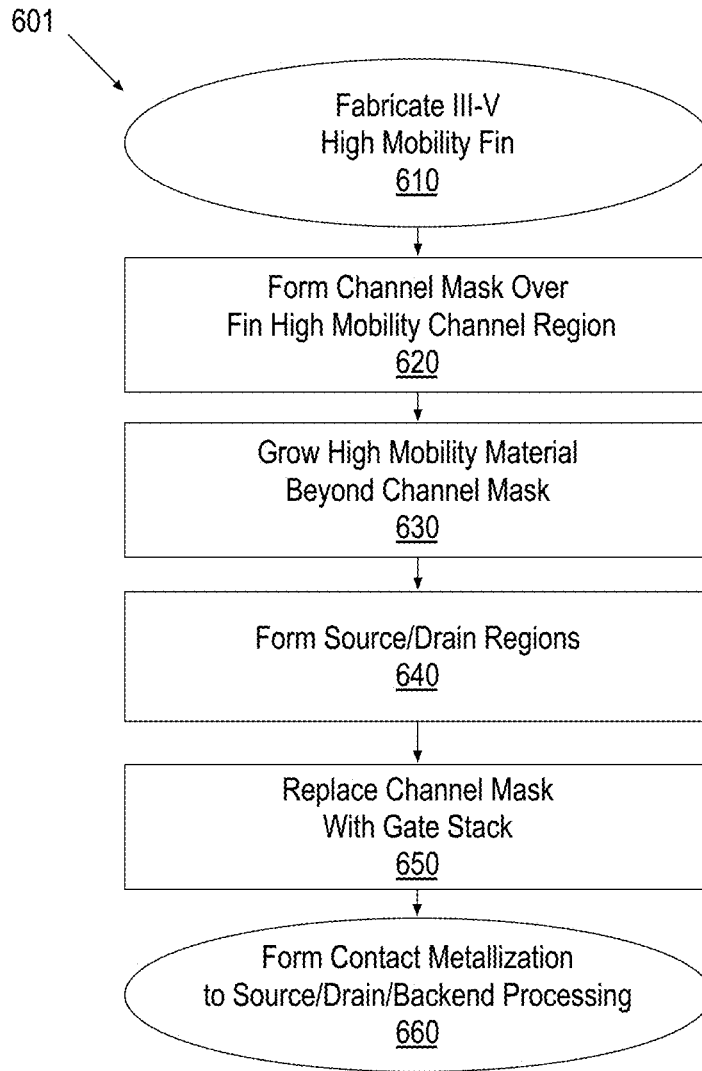 601
Fabricate III-V
High Mobility Fin
610
Form Channel Mask Over
Fin High Mobility Channel Region
620
Grow High Mobility Material
Beyond Channel Mask
630
Form Source/Drain Regions
640
Replace Channel Mask
With Gate Stack
650
Form Contact Metallization
to Source/Drain/Backend Processing
660